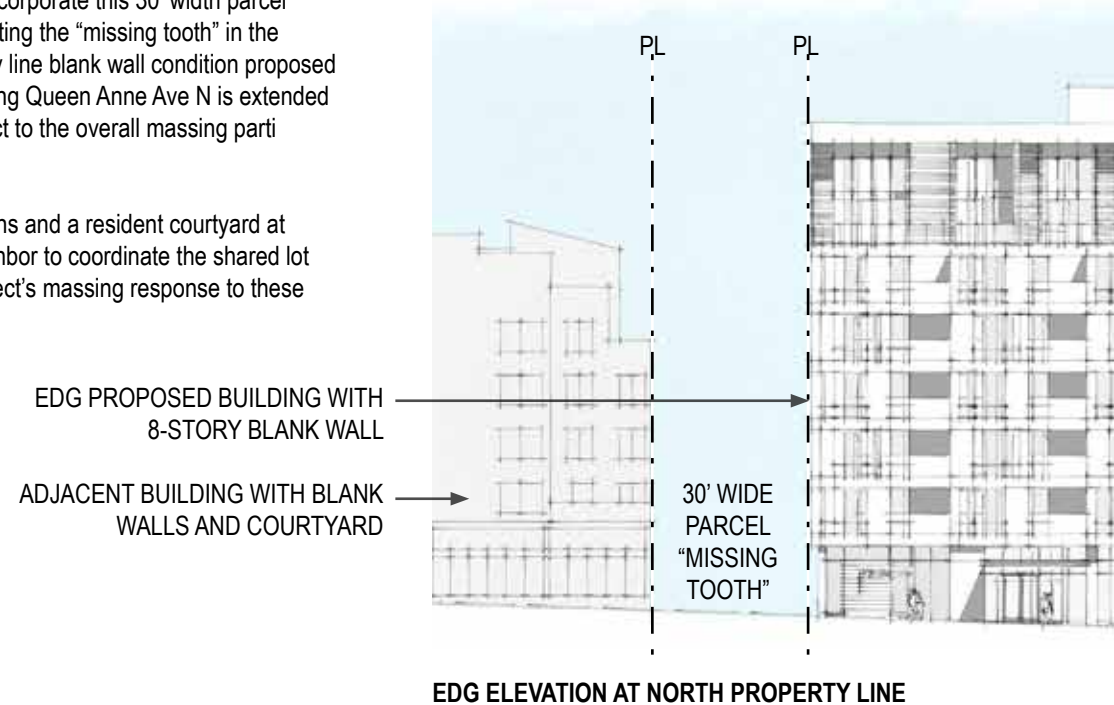 corporate this 30' width parcel
ting the “missing tooth” in the
line blank wall condition proposed
ng Queen Anne Ave N is extended
ct to the overall massing parti
ns and a resident courtyard at
bor to coordinate the shared lot
ect’s massing response to these
PL
PL
EDG PROPOSED BUILDING WITH
8-STORY BLANK WALL
ADJACENT BUILDING WITH BLANK
WALLS AND COURTYARD
30’ WIDE
PARCEL
“MISSING
TOOTH”
EDG ELEVATION AT NORTH PROPERTY LINE